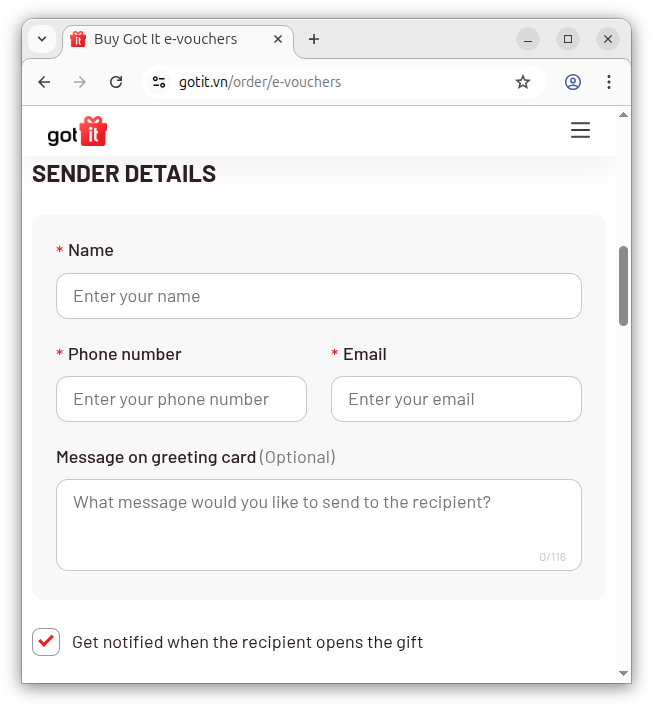 Buy Got It e-vouchers
gotit.vn/order/e-vouchers
got it
SENDER DETAILS
* Name
Enter your name
* Phone number
* Email
Enter your phone number
Enter your email
Message on greeting card (Optional)
What message would you like to send to the recipient?
0/116
Get notified when the recipient opens the gift